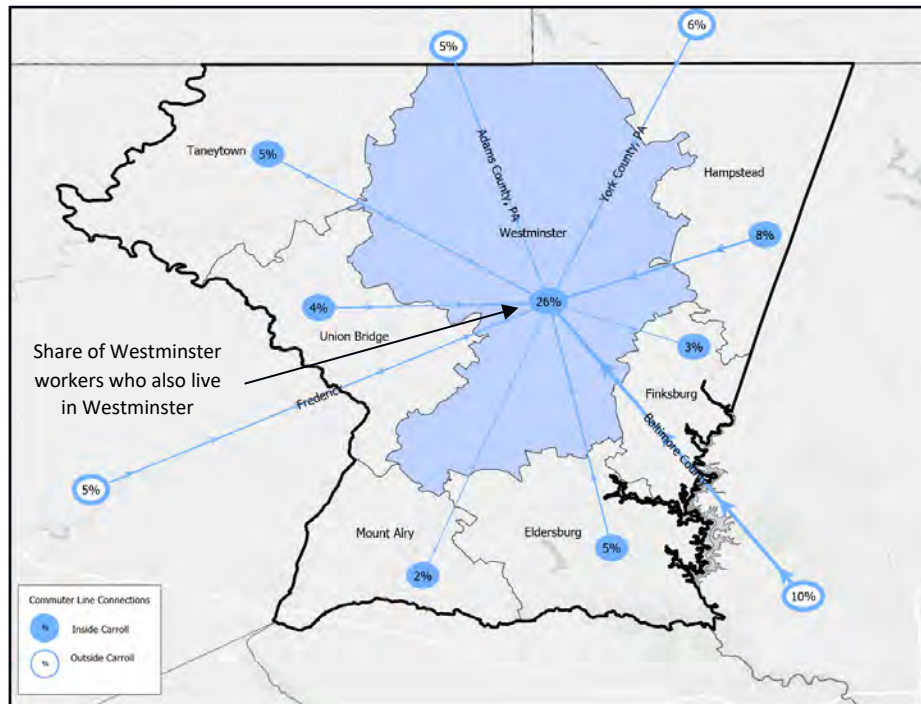 6%
5%
Adams County, PA
York County, PA
Taneytown
5%
Hampstead
Westminster
8%
26%
4%
Union Bridge
3%
Share of Westminster
workers who also live
in Westminster
Finksburg
Frederic
Baltimore County
5%
Mount Airy
Eldersburg
5%
2%
10%
Commuter Line Connections
% Inside Carroll
% Outside Carroll